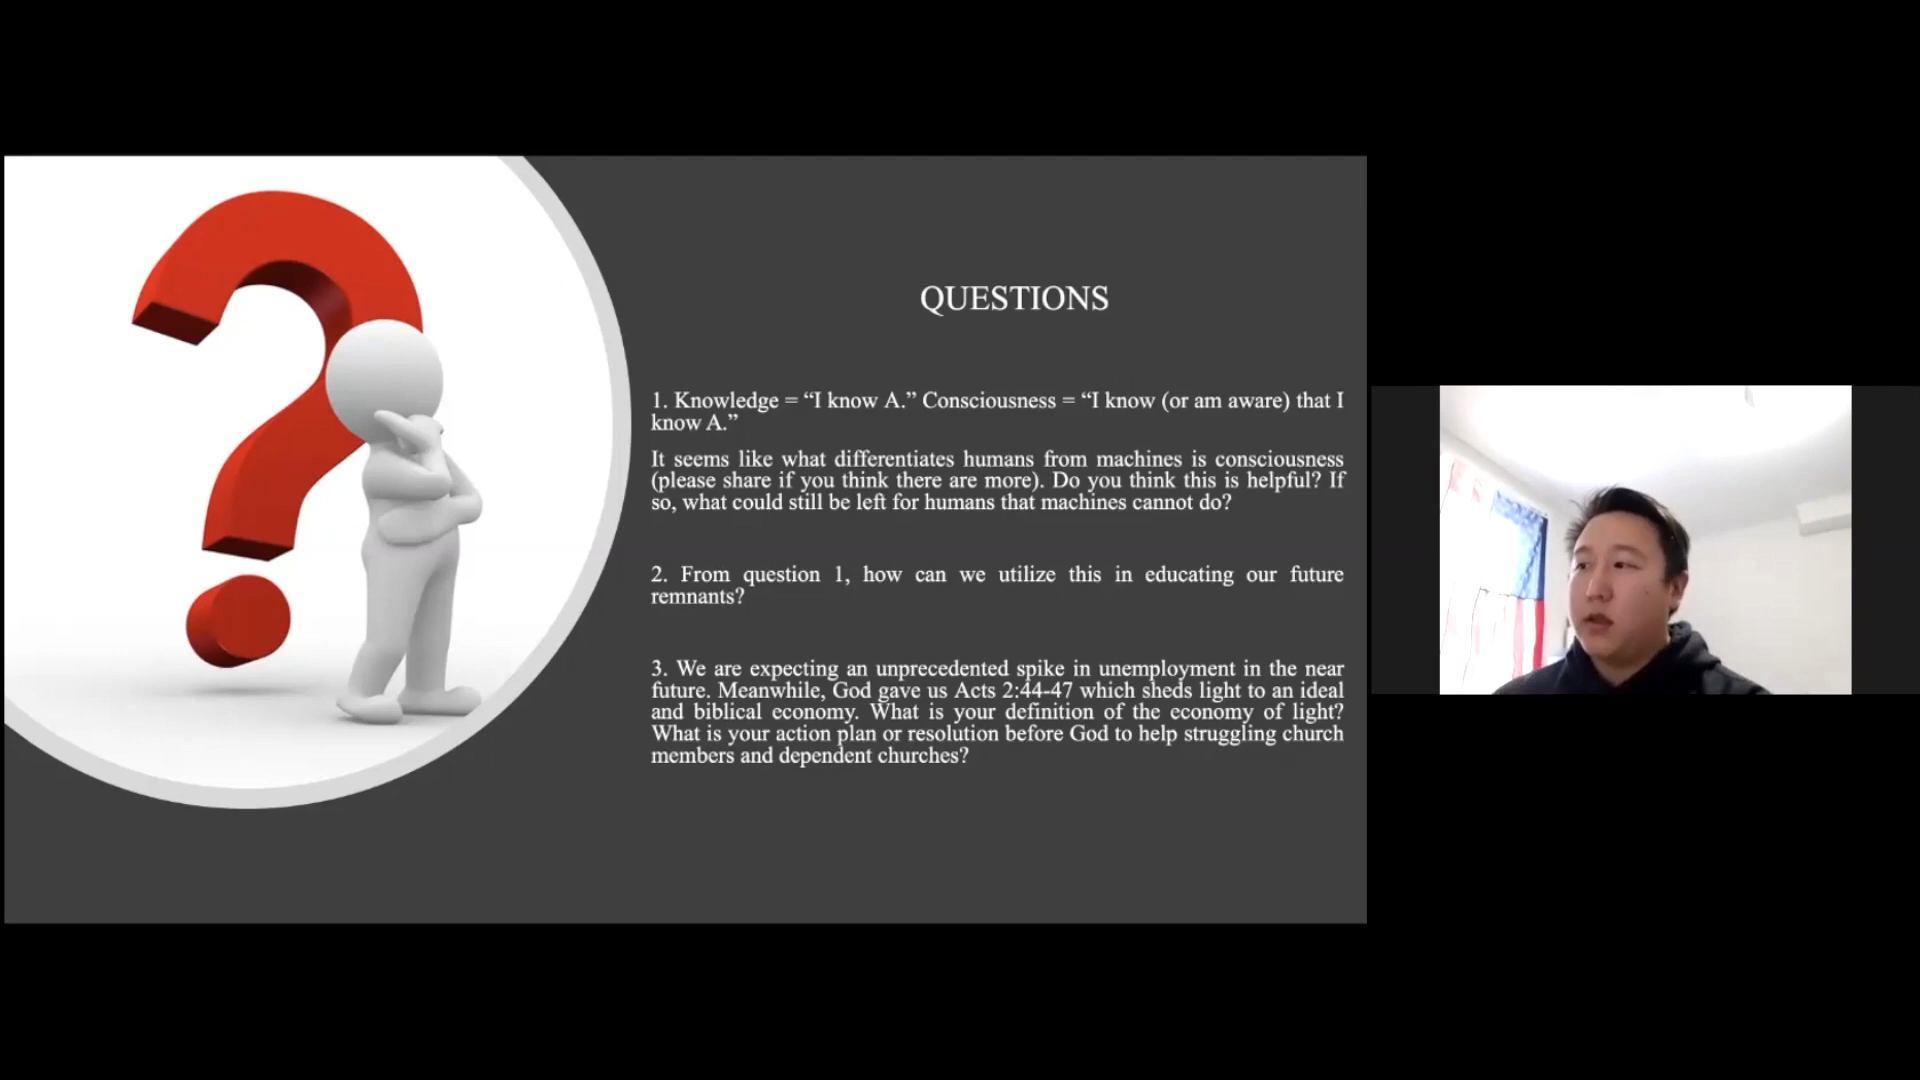 QUESTIONS
1. Knowledge = “I know A.” Consciousness = “I know (or am aware) that I
know A.”
It seems like what differentiates humans from machines is consciousness
(please share if you think there are more). Do you think this is helpful? If
so, what could still be left for humans that machines cannot do?
2. From question 1, how can we utilize this in educating our future
remnants?
3. We are expecting an unprecedented spike in unemployment in the near
future. Meanwhile, God gave us Acts 2:44-47 which sheds light to an ideal
and biblical economy. What is your definition of the economy of light?
What is your action plan or resolution before God to help struggling church
members and dependent churches?